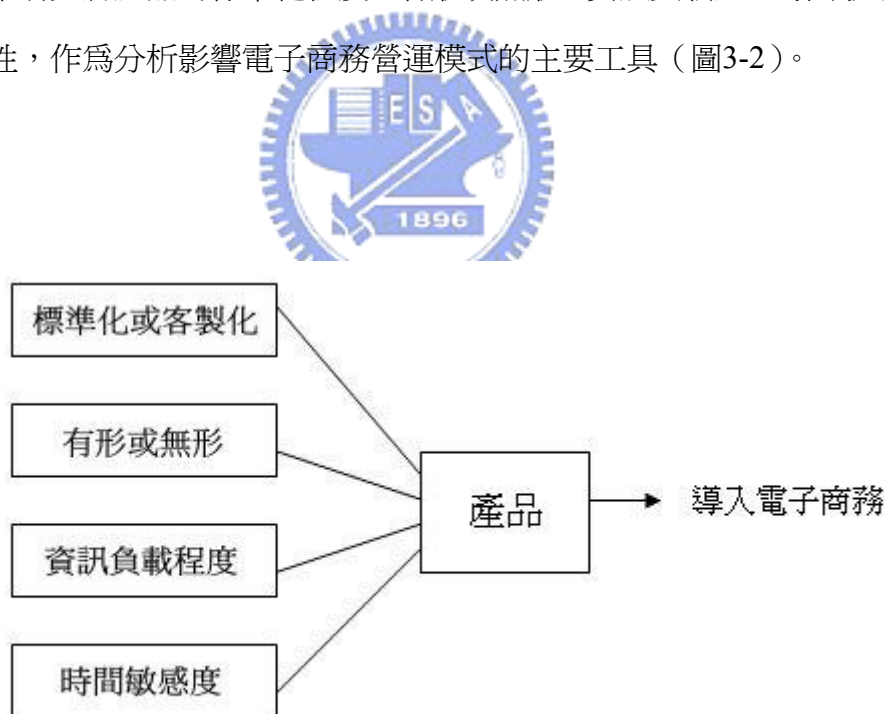 性，作爲分析影響電子商務營運模式的主要工具（圖3-2）。
E S A
1896
標準化或客製化
有形或無形
產品
導入電子商務
資訊負載程度
時間敏感度